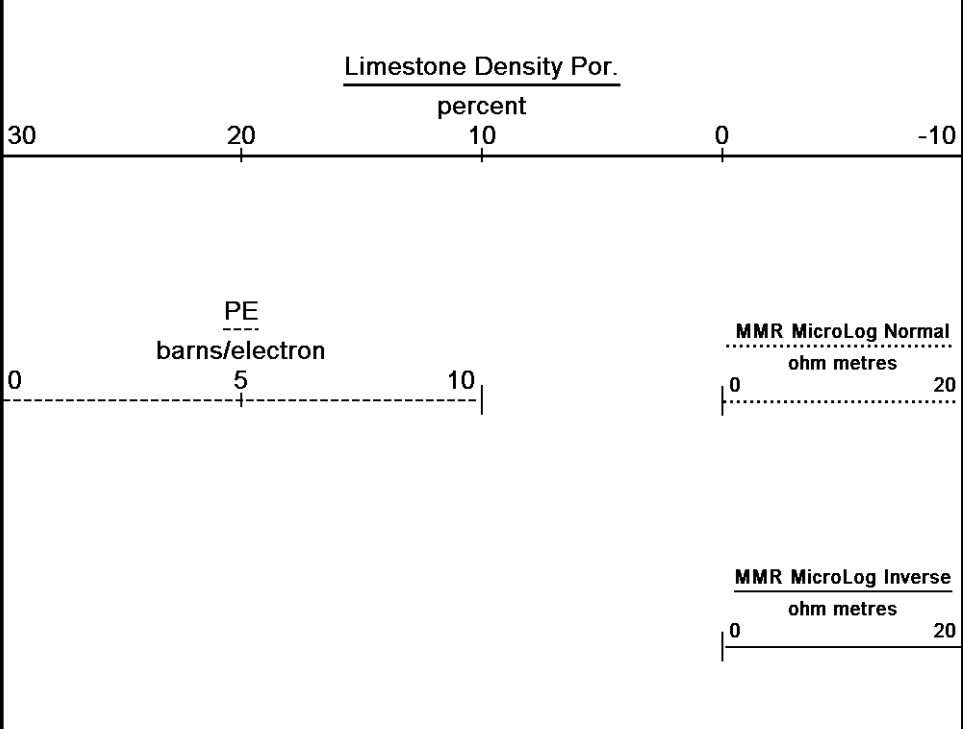 Limestone Density Por.
percent
30 20 10 0 -10
PE
barns/electron
0 5 10
MMR MicroLog Normal
ohm metres
0 20
MMR MicroLog Inverse
ohm metres
0 20